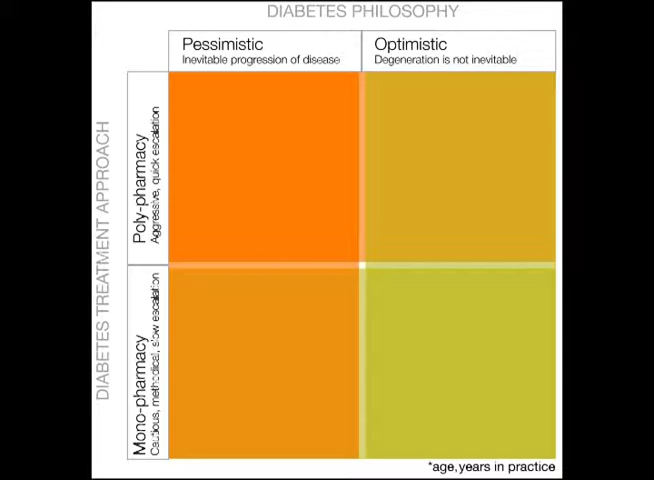 DIABETES PHILOSOPHY
Pessimistic
Inevitable progression of disease
Optimistic
Degeneration is not inevitable
DIABETES TREATMENT APPROACH
Poly-pharmacy
Aggressive, quick escalation
Mono-pharmacy
Cautious, methodical, slow escalation
*age,years in practice